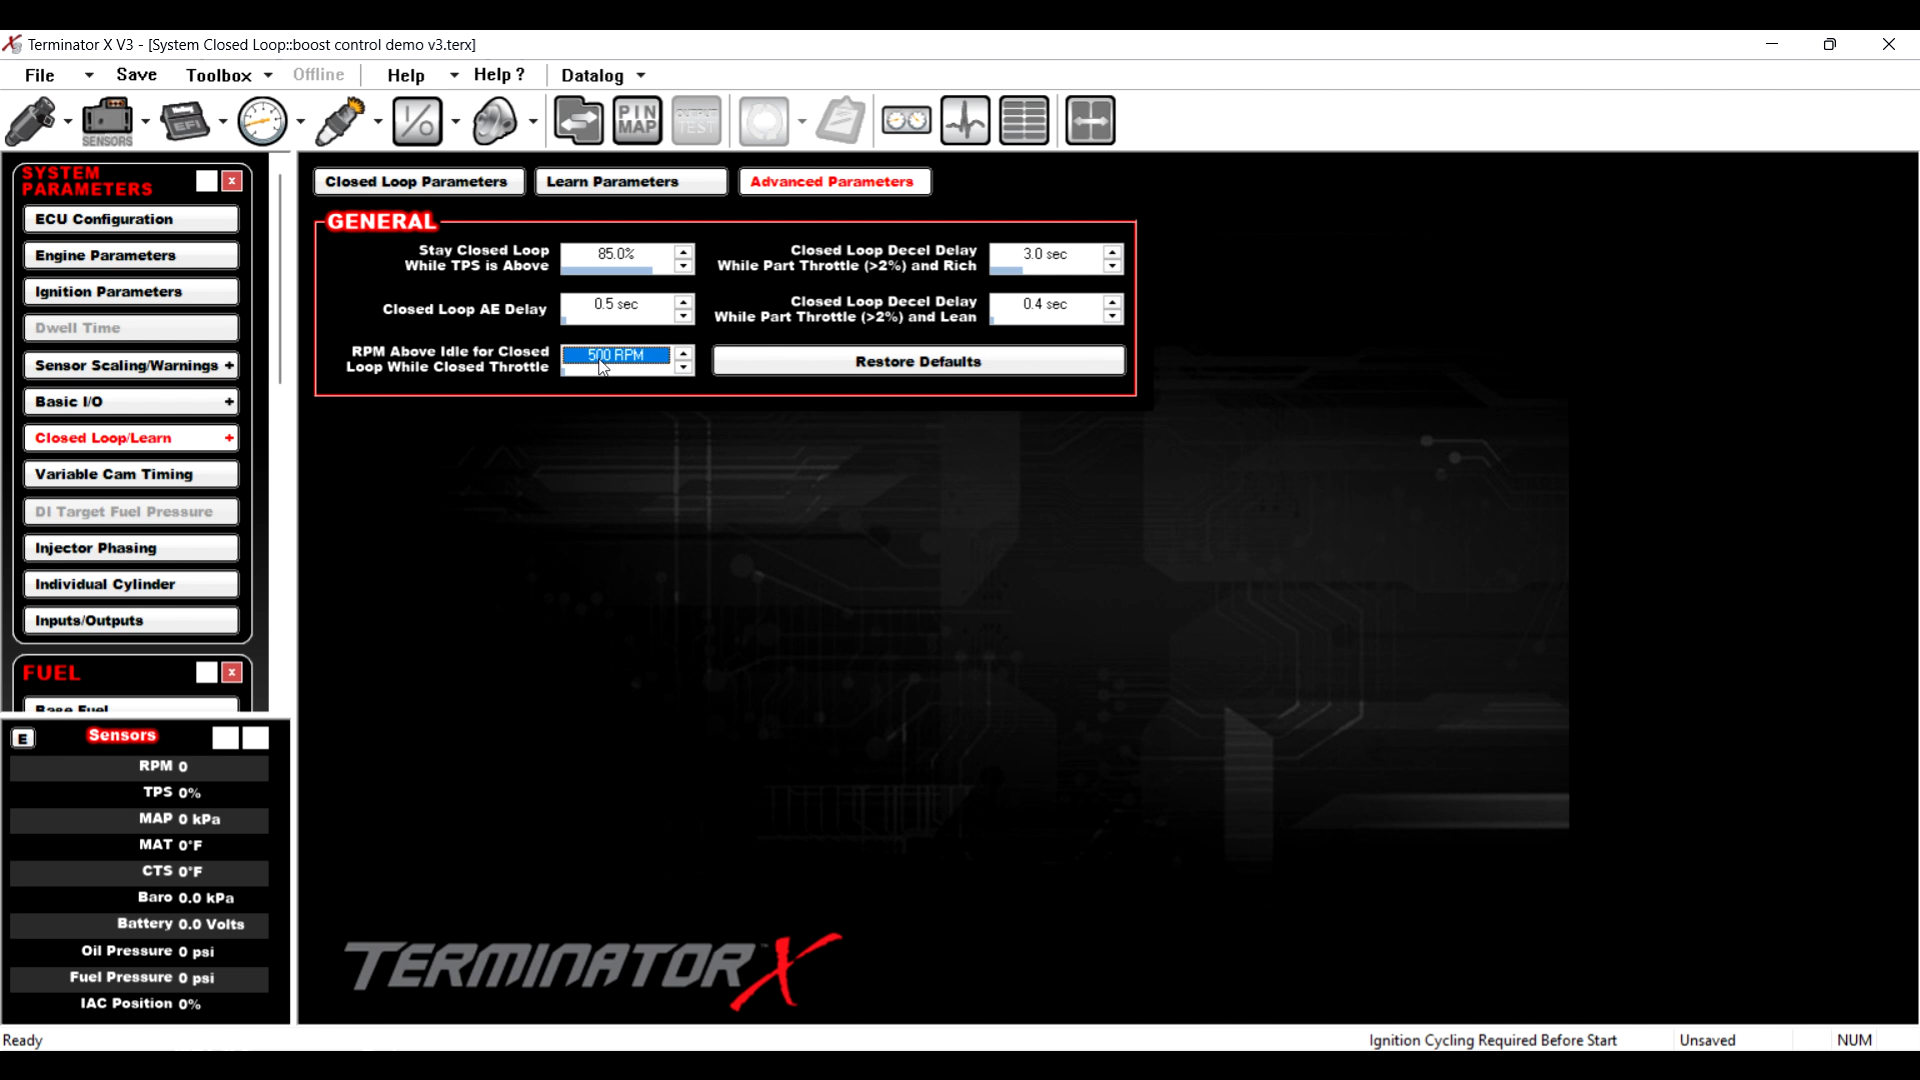 Terminator X V3 - [System Closed Loop::boost control demo v3.terx]
File Save Toolbox Offline Help Help ? Datalog
SENSORS EFI 1/0 PIN MAP OUTPUT TEST
SYSTEM
PARAMETERS
x
ECU Configuration
Engine Parameters
Ignition Parameters
Dwell Time
Sensor Scaling/Warnings +
Basic I/O +
Closed Loop/Learn +
Variable Cam Timing
DI Target Fuel Pressure
Injector Phasing
Individual Cylinder
Inputs/Outputs
FUEL
x
Base Fuel
E Sensors
RPM 0
TPS 0%
MAP 0 kPa
MAT 0°F
CTS 0°F
Baro 0.0 kPa
Battery 0.0 Volts
Oil Pressure 0 psi
Fuel Pressure 0 psi
IAC Position 0%
Closed Loop Parameters Learn Parameters Advanced Parameters
GENERAL
Stay Closed Loop
While TPS is Above
85.0%
Closed Loop Decel Delay
While Part Throttle (>2%) and Rich
3.0 sec
Closed Loop AE Delay
0.5 sec
Closed Loop Decel Delay
While Part Throttle (>2%) and Lean
0.4 sec
RPM Above Idle for Closed
Loop While Closed Throttle
500 RPM
Restore Defaults
TERMINATOR X
Ready Ignition Cycling Required Before Start Unsaved NUM